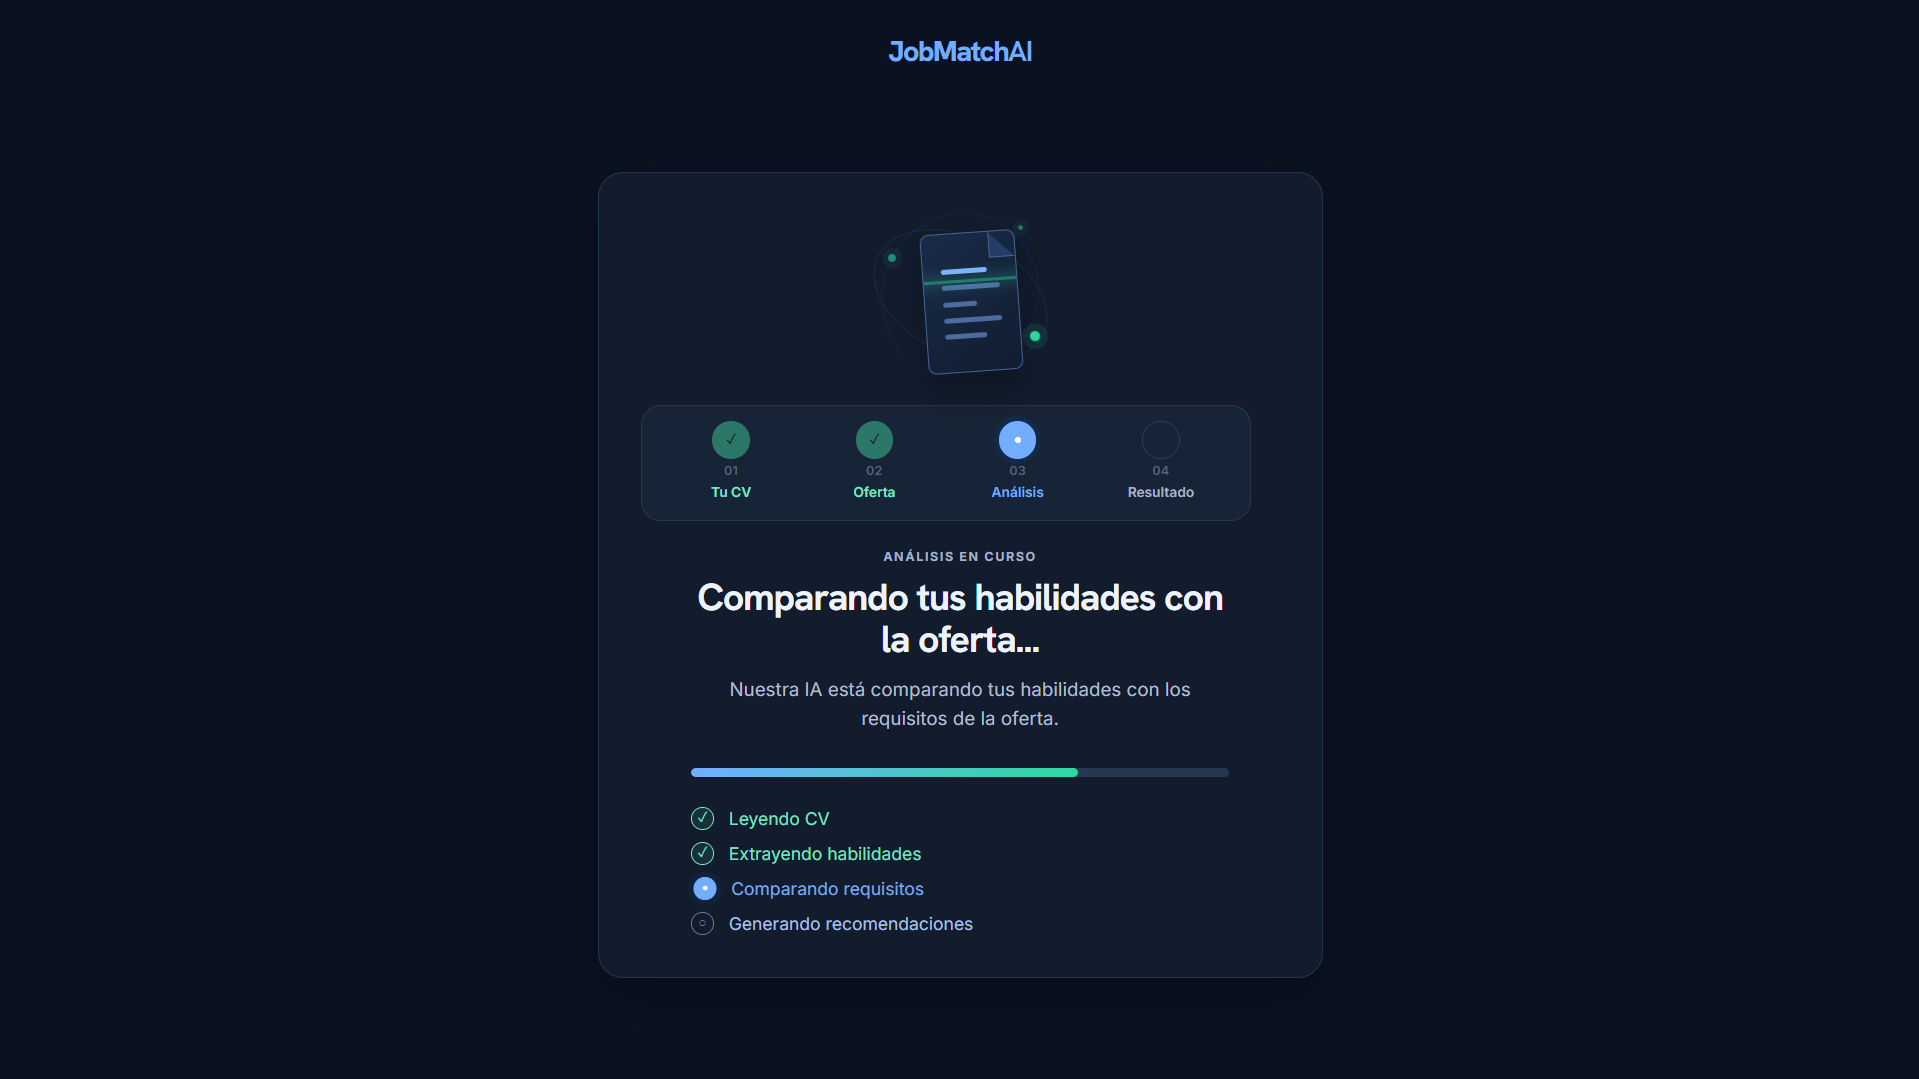 JobMatchAI
01
02
03
04
Tu CV
Oferta
Análisis
Resultado
ANÁLISIS EN CURSO
Comparando tus habilidades con
la oferta...
Nuestra IA está comparando tus habilidades con los
requisitos de la oferta.
Leyendo CV
Extrayendo habilidades
Comparando requisitos
Generando recomendaciones